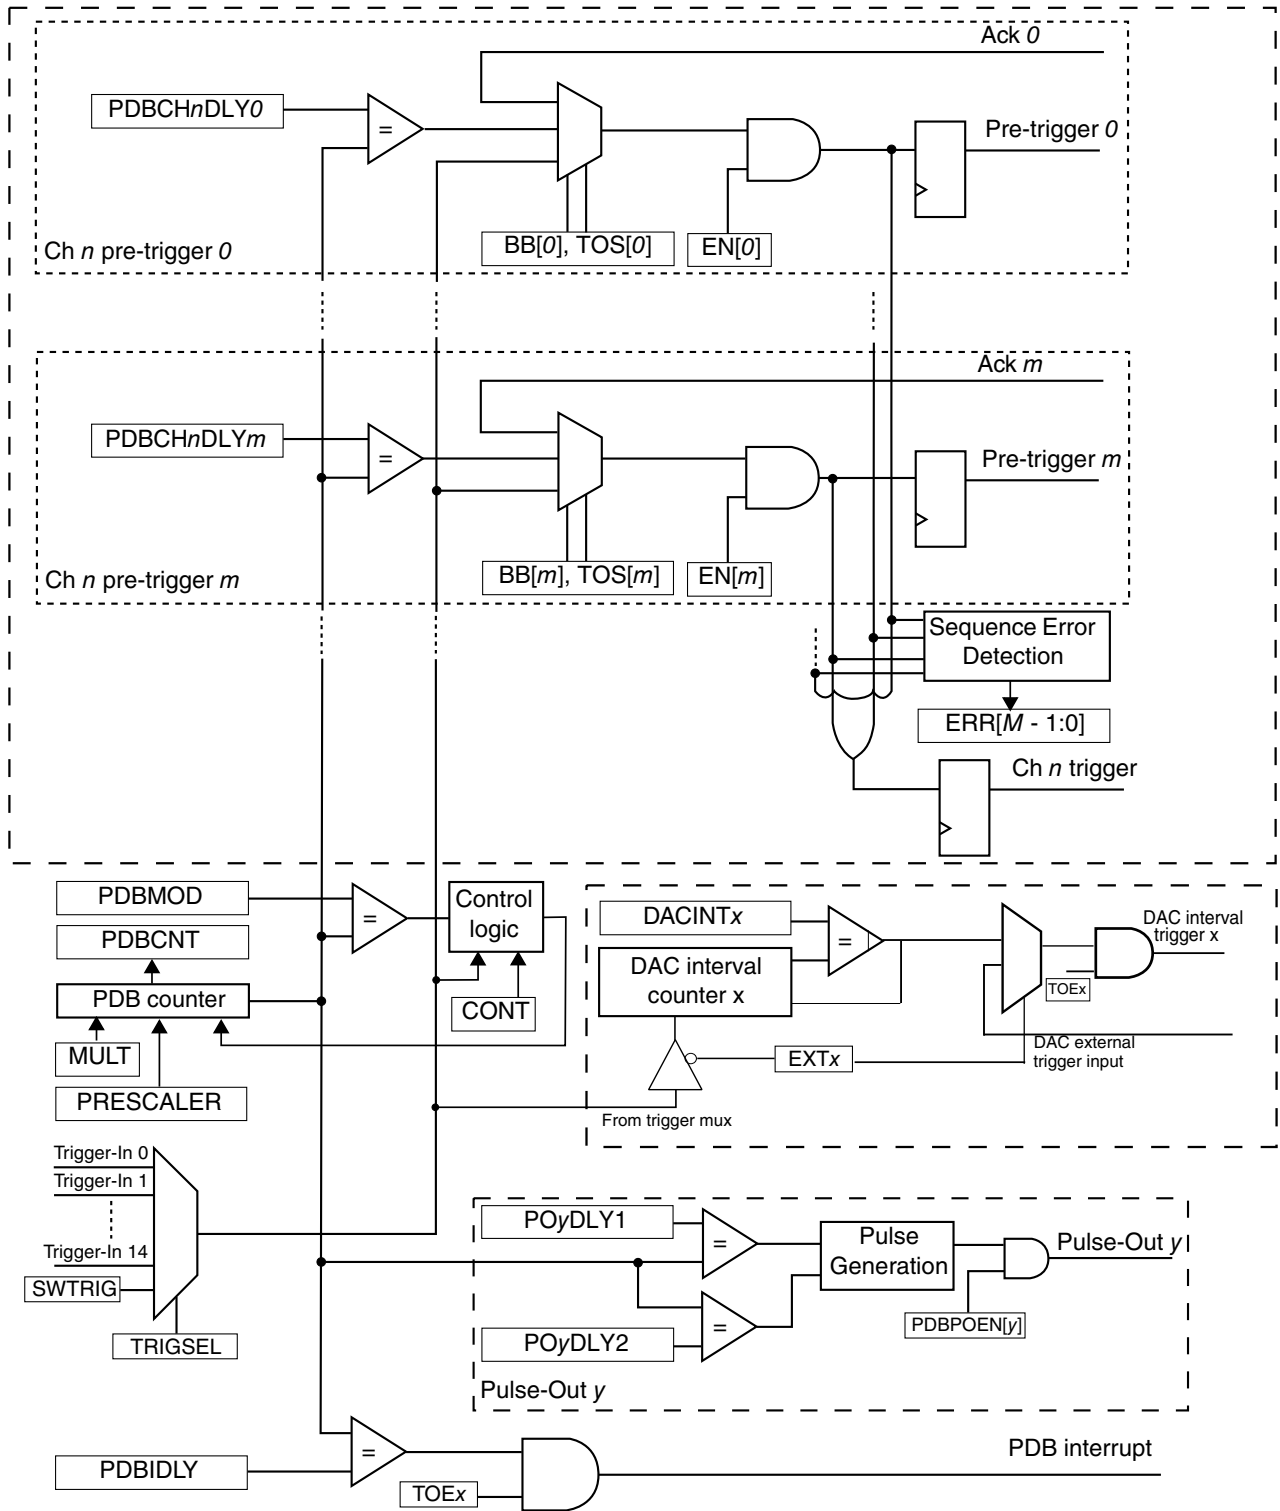 Ack 0
PDBCHnDLY0
=
Pre-trigger 0
BB[0], TOS[0]
EN[0]
Ch n pre-trigger 0
Ack m
PDBCHnDLYm
=
Pre-trigger m
BB[m], TOS[m]
EN[m]
Ch n pre-trigger m
Sequence Error
Detection
ERR[M - 1:0]
Ch n trigger
PDBMOD
=
Control
logic
PDBCNT
PDB counter
CONT
MULT
PRESCALER
DACINTx
=
DAC interval
counter x
DAC interval
trigger x
TOEx
EXTx
DAC external
trigger input
From trigger mux
Trigger-In 0
Trigger-In 1
Trigger-In 14
SWTRIG
TRIGSEL
POyDLY1
=
Pulse
Generation
Pulse-Out y
=
POyDLY2
PDBPOEN[y]
Pulse-Out y
PDBIDLY
=
TOEx
PDB interrupt